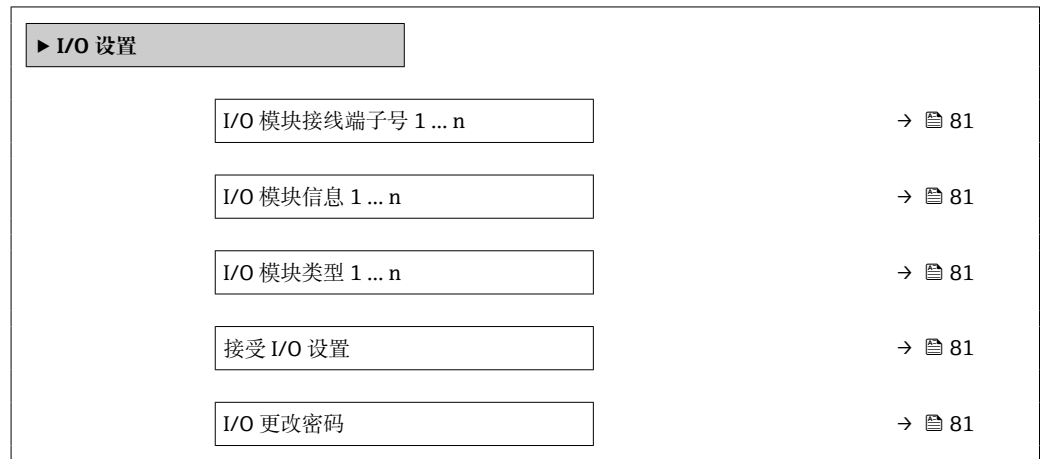 ▶ I/O 设置
I/O 模块接线端子号 1 ... n → 🖹 81
I/O 模块信息 1 ... n → 🖹 81
I/O 模块类型 1 ... n → 🖹 81
接受 I/O 设置 → 🖹 81
I/O 更改密码 → 🖹 81